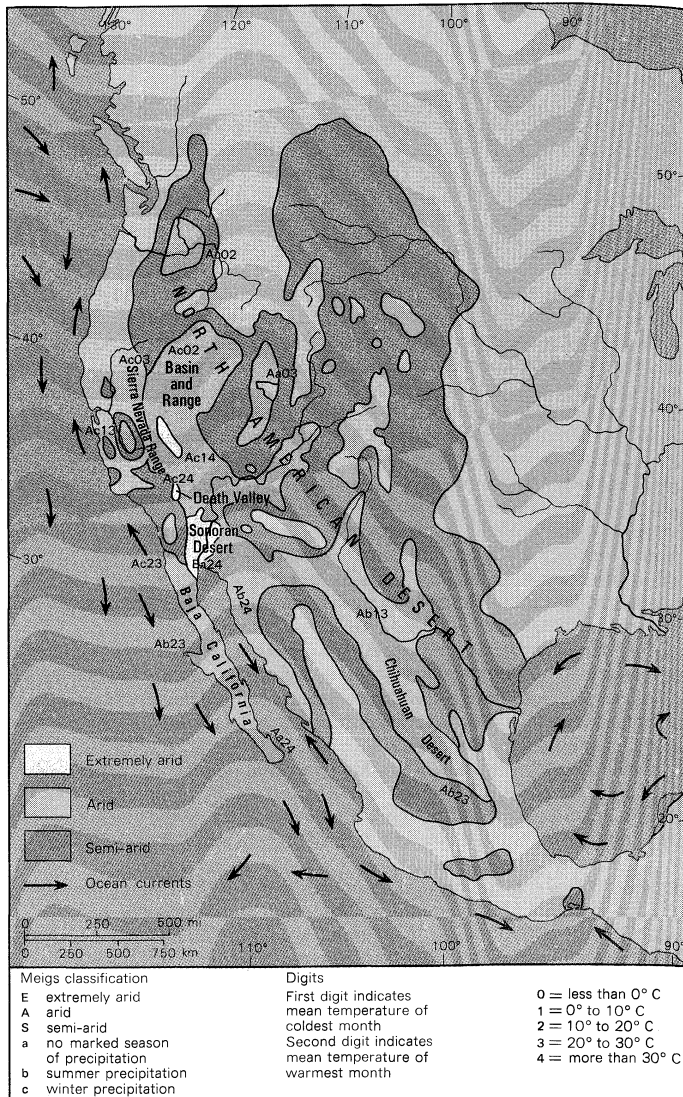 130°
120°
110°
100°
90°
50°
50°
Ac02
NORTH AMERICAN DESERT
40°
40°
Ac03
Ac02
Basin
and
Range
Aa03
Sierra Nevada Range
Ac13
Ac14
Ac24
Death Valley
Sonoran
Desert
30°
Ac23
Ea24
Ab24
Ab13
30°
Baja California
Ab23
Chihuahuan
Desert
Aa24
Ab23
20°
Extremely arid
Arid
Semi-arid
Ocean currents
0 250 500 mi
0 250 500 750 km
110°
100°
90°
Meigs classification
E extremely arid
A arid
S semi-arid
a no marked season
of precipitation
b summer precipitation
c winter precipitation
Digits
First digit indicates
mean temperature of
coldest month
Second digit indicates
mean temperature of
warmest month
0 = less than 0° C
1 = 0° to 10° C
2 = 10° to 20° C
3 = 20° to 30° C
4 = more than 30° C